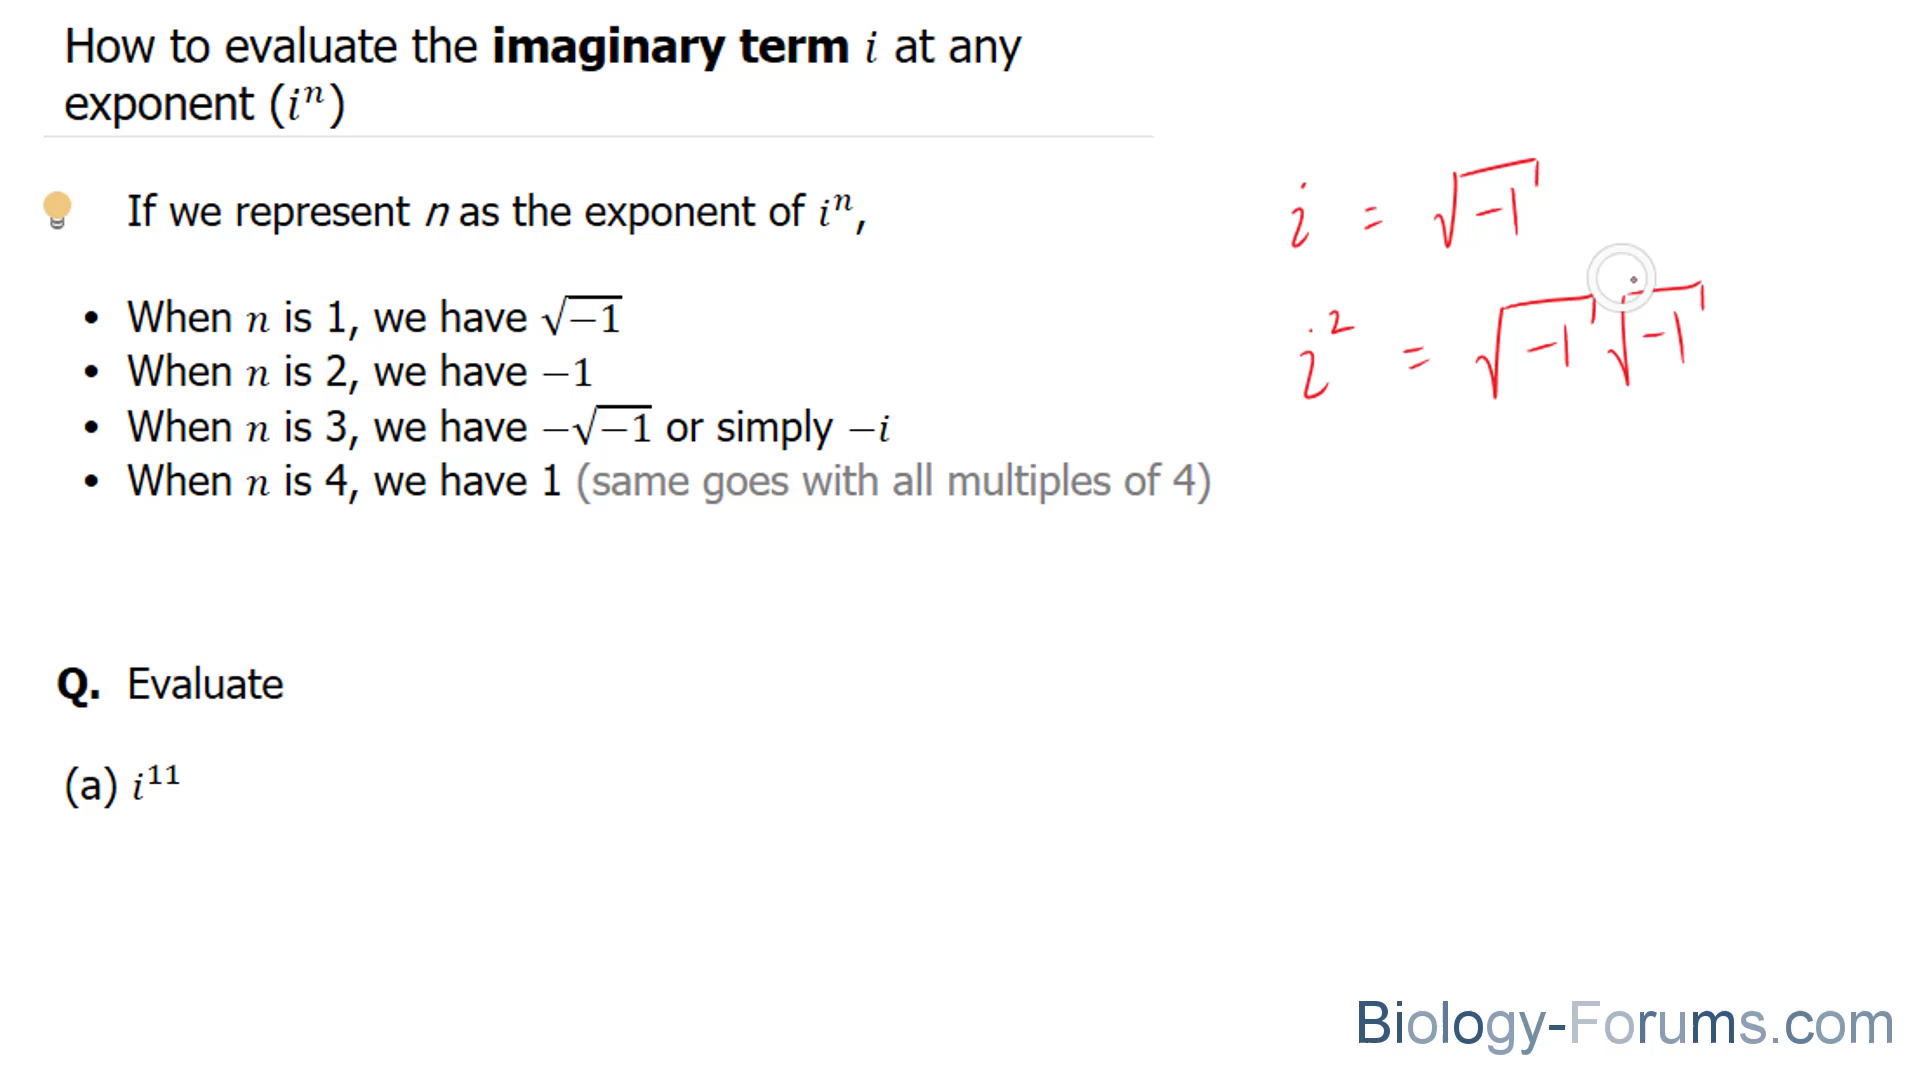 How to evaluate the imaginary term i at any
exponent (iⁿ)
If we represent n as the exponent of iⁿ,
• When n is 1, we have √−1
• When n is 2, we have −1
• When n is 3, we have −√−1 or simply −i
• When n is 4, we have 1 (same goes with all multiples of 4)
i = √-1
i² = √-1 √-1
Q. Evaluate
(a) i¹¹
Biology-Forums.com